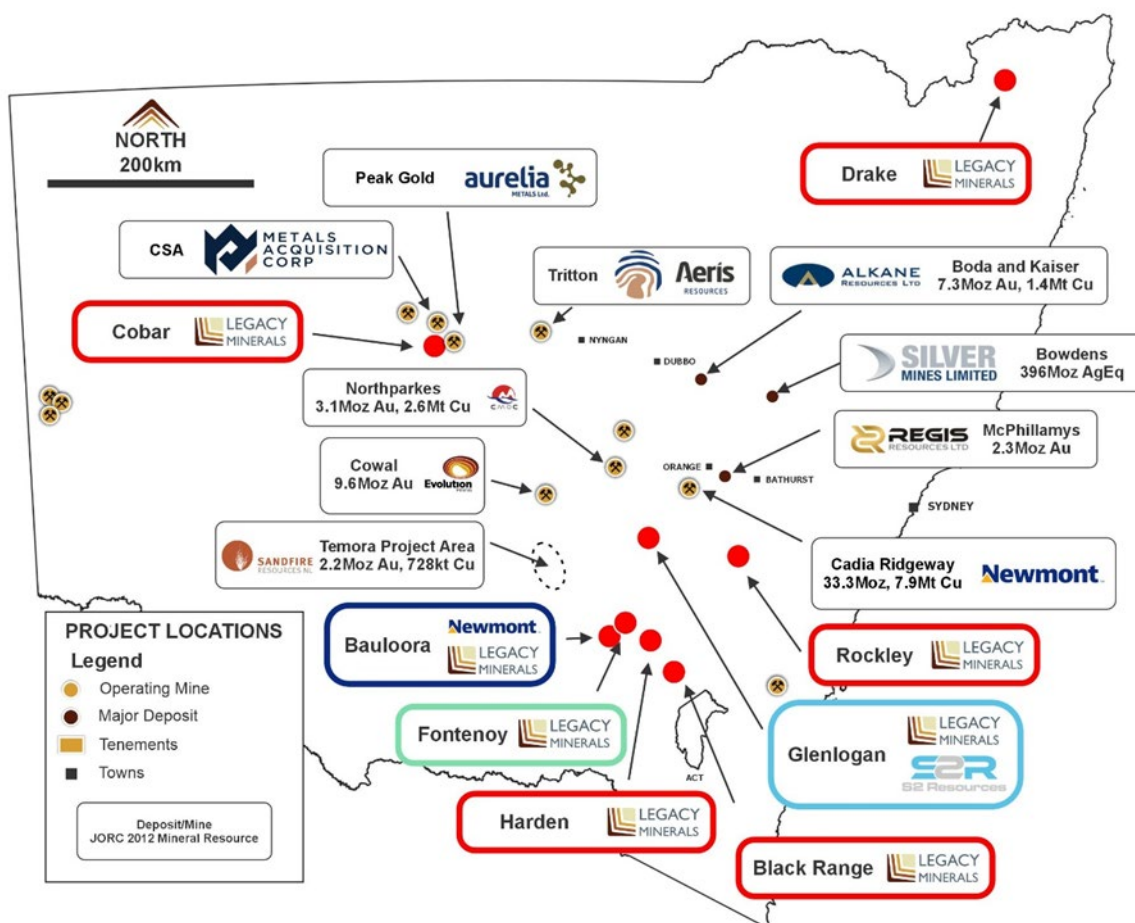 NORTH
200km
Peak Gold
aurelia
METALS Ltd.
CSA
METALS
ACQUISITION
CORP
Cobar
LEGACY
MINERALS
Tritton
Aeris
RESOURCES
Drake
LEGACY
MINERALS
ALKANE
RESOURCES LTD
Boda and Kaiser
7.3Moz Au, 1.4Mt Cu
NYNGAN
DUBBO
SILVER
MINES LIMITED
Bowdens
396Moz AgEq
Northparkes
3.1Moz Au, 2.6Mt Cu
CMOC
REGIS
RESOURCES LTD
McPhillamys
2.3Moz Au
ORANGE
BATHURST
SYDNEY
Cowal
9.6Moz Au
Evolution
SANDFIRE
RESOURCES NL
Temora Project Area
2.2Moz Au, 728kt Cu
Cadia Ridgeway
33.3Moz, 7.9Mt Cu
Newmont
Bauloora
Newmont
LEGACY
MINERALS
Rockley
LEGACY
MINERALS
Fontenoy
LEGACY
MINERALS
Glenlogan
LEGACY
MINERALS
S2R
S2 Resources
ACT
Harden
LEGACY
MINERALS
Black Range
LEGACY
MINERALS
PROJECT LOCATIONS
Legend
Operating Mine
Major Deposit
Tenements
Towns
Deposit/Mine
JORC 2012 Mineral Resource